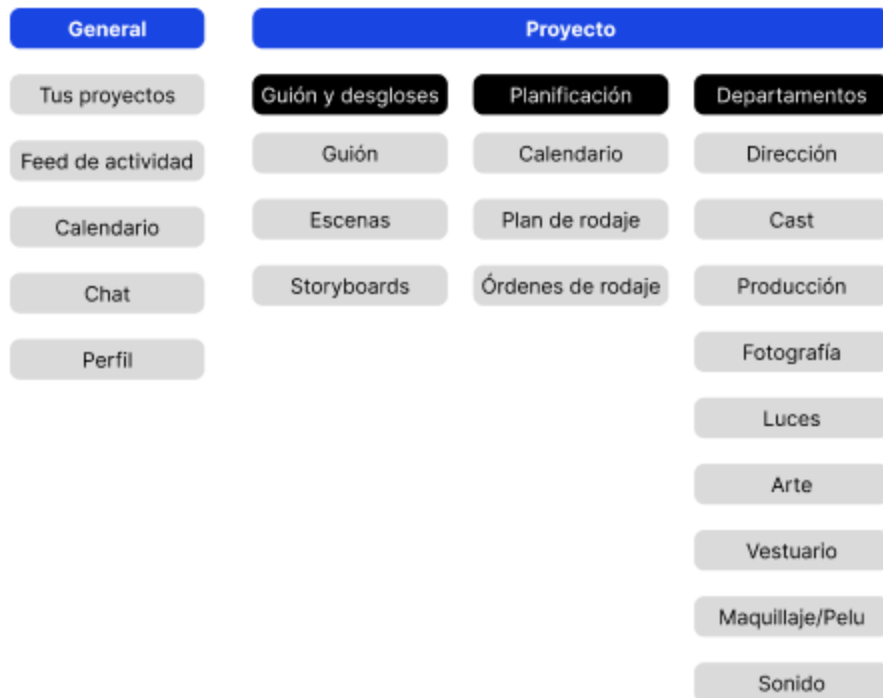 General
Proyecto
Tus proyectos
Guión y desgloses
Planificación
Departamentos
Feed de actividad
Guión
Calendario
Dirección
Calendario
Escenas
Plan de rodaje
Cast
Chat
Storyboards
Órdenes de rodaje
Producción
Perfil
Fotografía
Luces
Arte
Vestuario
Maquillaje/Pelu
Sonido